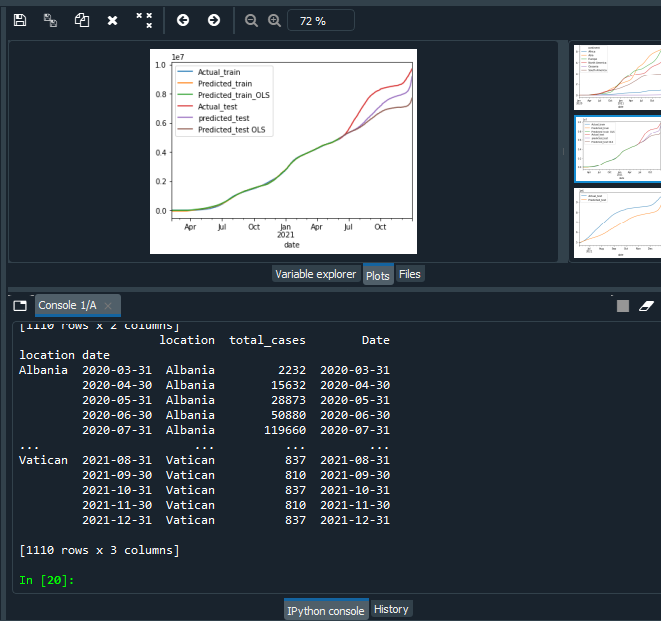 72 %
1e7
1.0
0.8
0.6
0.4
0.2
0.0
Actual_train
Predicted_train
Predicted_train_OLS
Actual_test
predicted_test
Predicted_test OLS
Apr Jul Oct Jan Apr Jul Oct
2021
date
Variable explorer Plots Files
Console 1/A
[1110 rows x 2 columns]
location total_cases Date
location date
Albania 2020-03-31 Albania 2232 2020-03-31
2020-04-30 Albania 15632 2020-04-30
2020-05-31 Albania 28873 2020-05-31
2020-06-30 Albania 50880 2020-06-30
2020-07-31 Albania 119660 2020-07-31
... ... ... ...
Vatican 2021-08-31 Vatican 837 2021-08-31
2021-09-30 Vatican 810 2021-09-30
2021-10-31 Vatican 837 2021-10-31
2021-11-30 Vatican 810 2021-11-30
2021-12-31 Vatican 837 2021-12-31
[1110 rows x 3 columns]
In [20]:
IPython console History